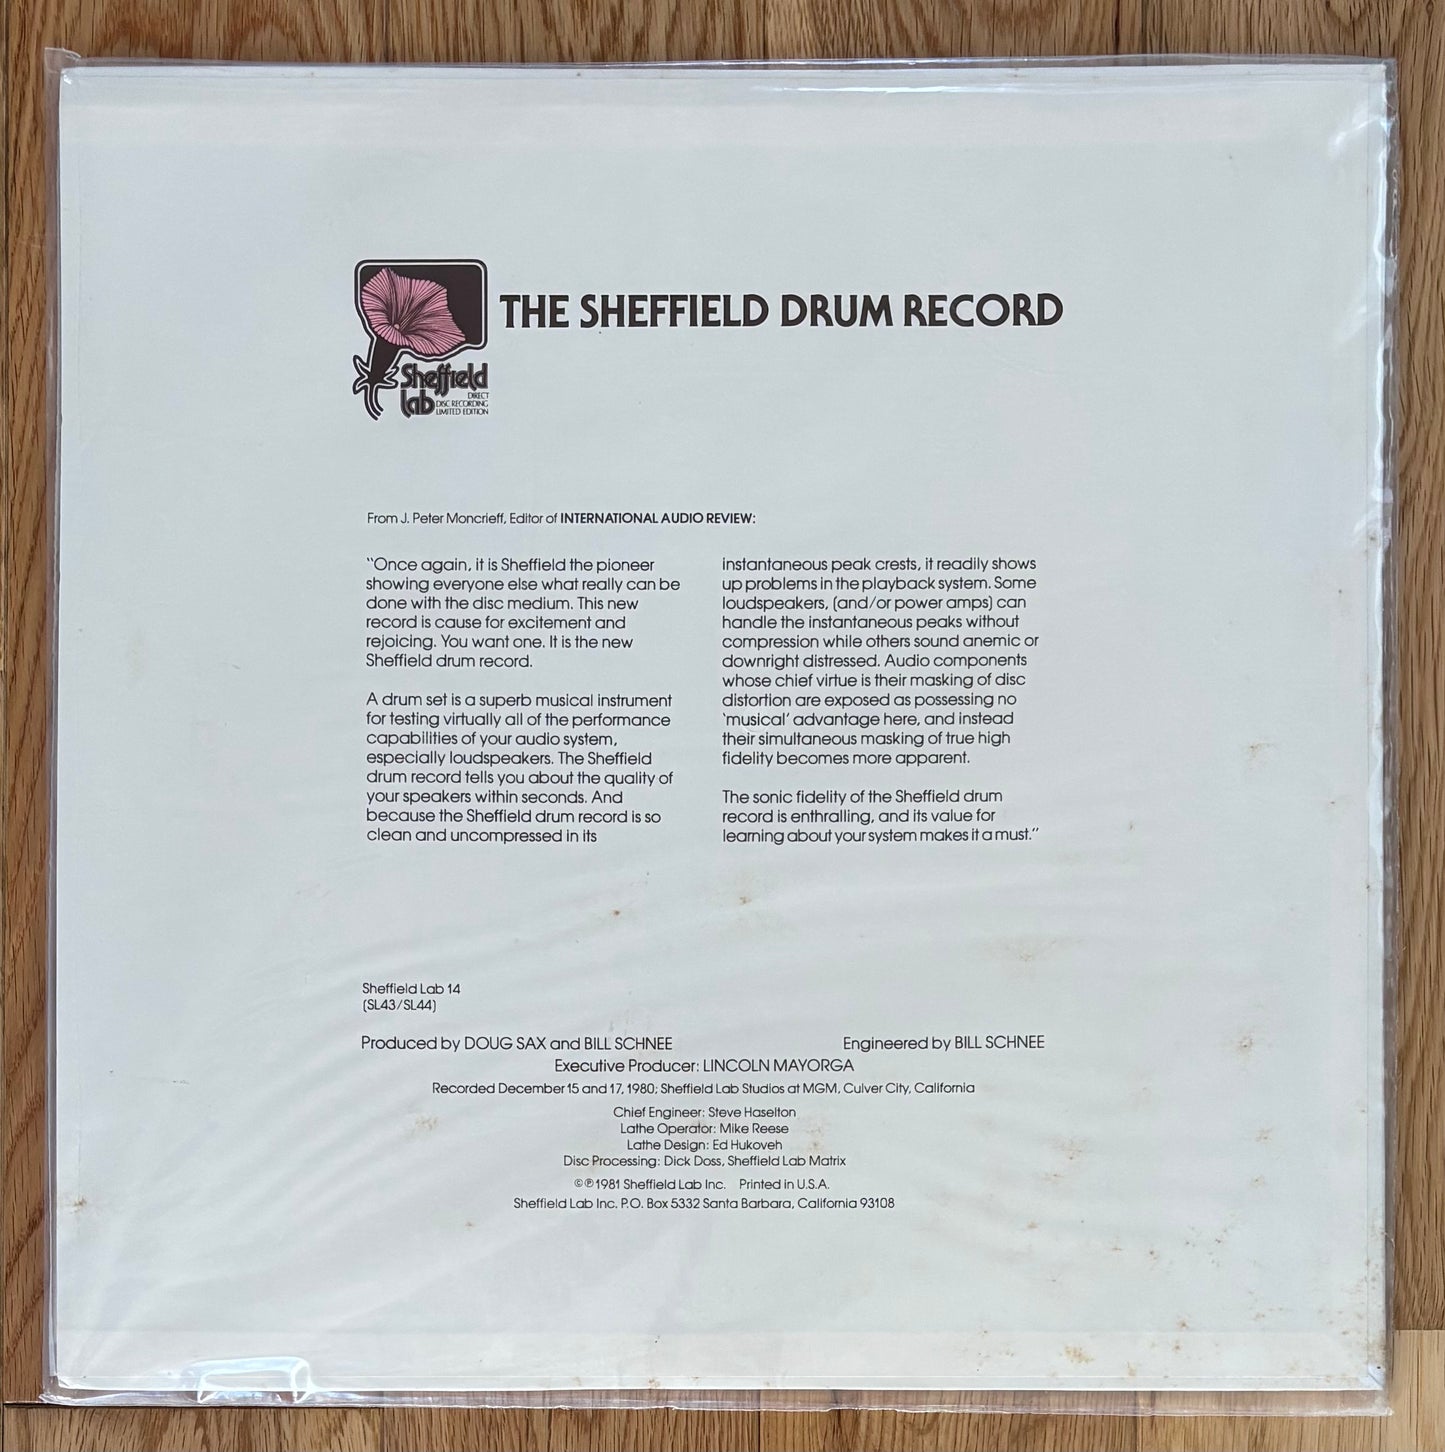 THE SHEFFIELD DRUM RECORD
Sheffield
Lab
DIRECT
DISC RECORDING
LIMITED EDITION
From J. Peter Moncrieff, Editor of INTERNATIONAL AUDIO REVIEW:
"Once again, it is Sheffield the pioneer
showing everyone else what really can be
done with the disc medium. This new
record is cause for excitement and
rejoicing. You want one. It is the new
Sheffield drum record.
A drum set is a superb musical instrument
for testing virtually all of the performance
capabilities of your audio system,
especially loudspeakers. The Sheffield
drum record tells you about the quality of
your speakers within seconds. And
because the Sheffield drum record is so
clean and uncompressed in its
instantaneous peak crests, it readily shows
up problems in the playback system. Some
loudspeakers, (and/or power amps) can
handle the instantaneous peaks without
compression while others sound anemic or
downright distressed. Audio components
whose chief virtue is their masking of disc
distortion are exposed as possessing no
'musical' advantage here, and instead
their simultaneous masking of true high
fidelity becomes more apparent.
The sonic fidelity of the Sheffield drum
record is enthralling, and its value for
learning about your system makes it a must."
Sheffield Lab 14
(SL43/SL44)
Produced by DOUG SAX and BILL SCHNEE
Engineered by BILL SCHNEE
Executive Producer: LINCOLN MAYORGA
Recorded December 15 and 17, 1980; Sheffield Lab Studios at MGM, Culver City, California
Chief Engineer: Steve Haselton
Lathe Operator: Mike Reese
Lathe Design: Ed Hukoveh
Disc Processing: Dick Doss, Sheffield Lab Matrix
©℗1981 Sheffield Lab Inc. Printed in U.S.A.
Sheffield Lab Inc. P.O. Box 5332 Santa Barbara, California 93108